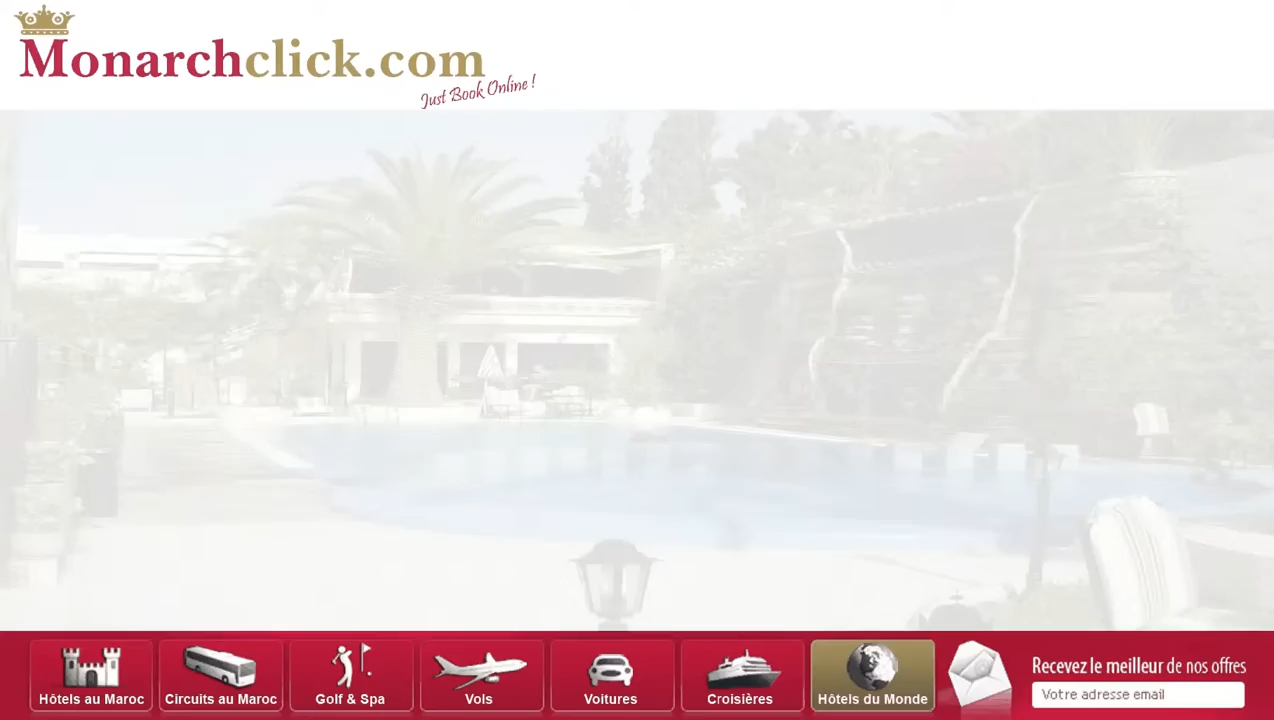 Monarchclick.com
Just Book Online !
Hôtels au Maroc
Circuits au Maroc
Golf & Spa
Vols
Voitures
Croisières
Hôtels du Monde
Recevez le meilleur de nos offres
Votre adresse email